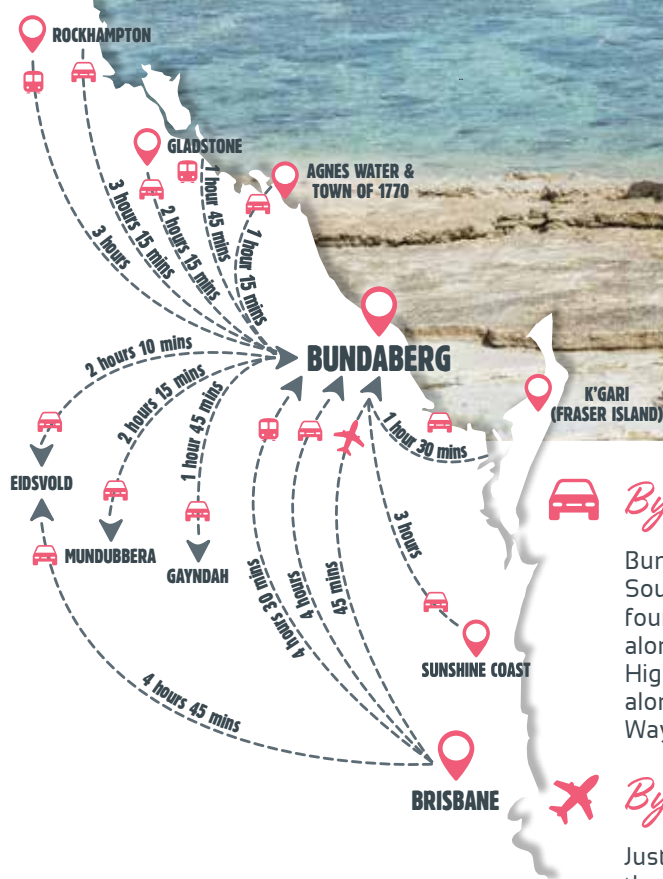 ROCKHAMPTON
GLADSTONE
AGNES WATER &
TOWN OF 1770
3 hours
3 hours 15 mins
2 hours 15 mins
1 hour 45 mins
1 hour 15 mins
BUNDABERG
2 hours 10 mins
2 hours 15 mins
1 hour 45 mins
K'GARI
(FRASER ISLAND)
1 hour 30 mins
EIDSVOLD
MUNDUBBERA
GAYNDAH
3 hours
4 hours 30 mins
4 hours
45 mins
SUNSHINE COAST
4 hours 45 mins
BRISBANE
By
Bun
Sou
four
alon
Hig
alon
Way
By
Just